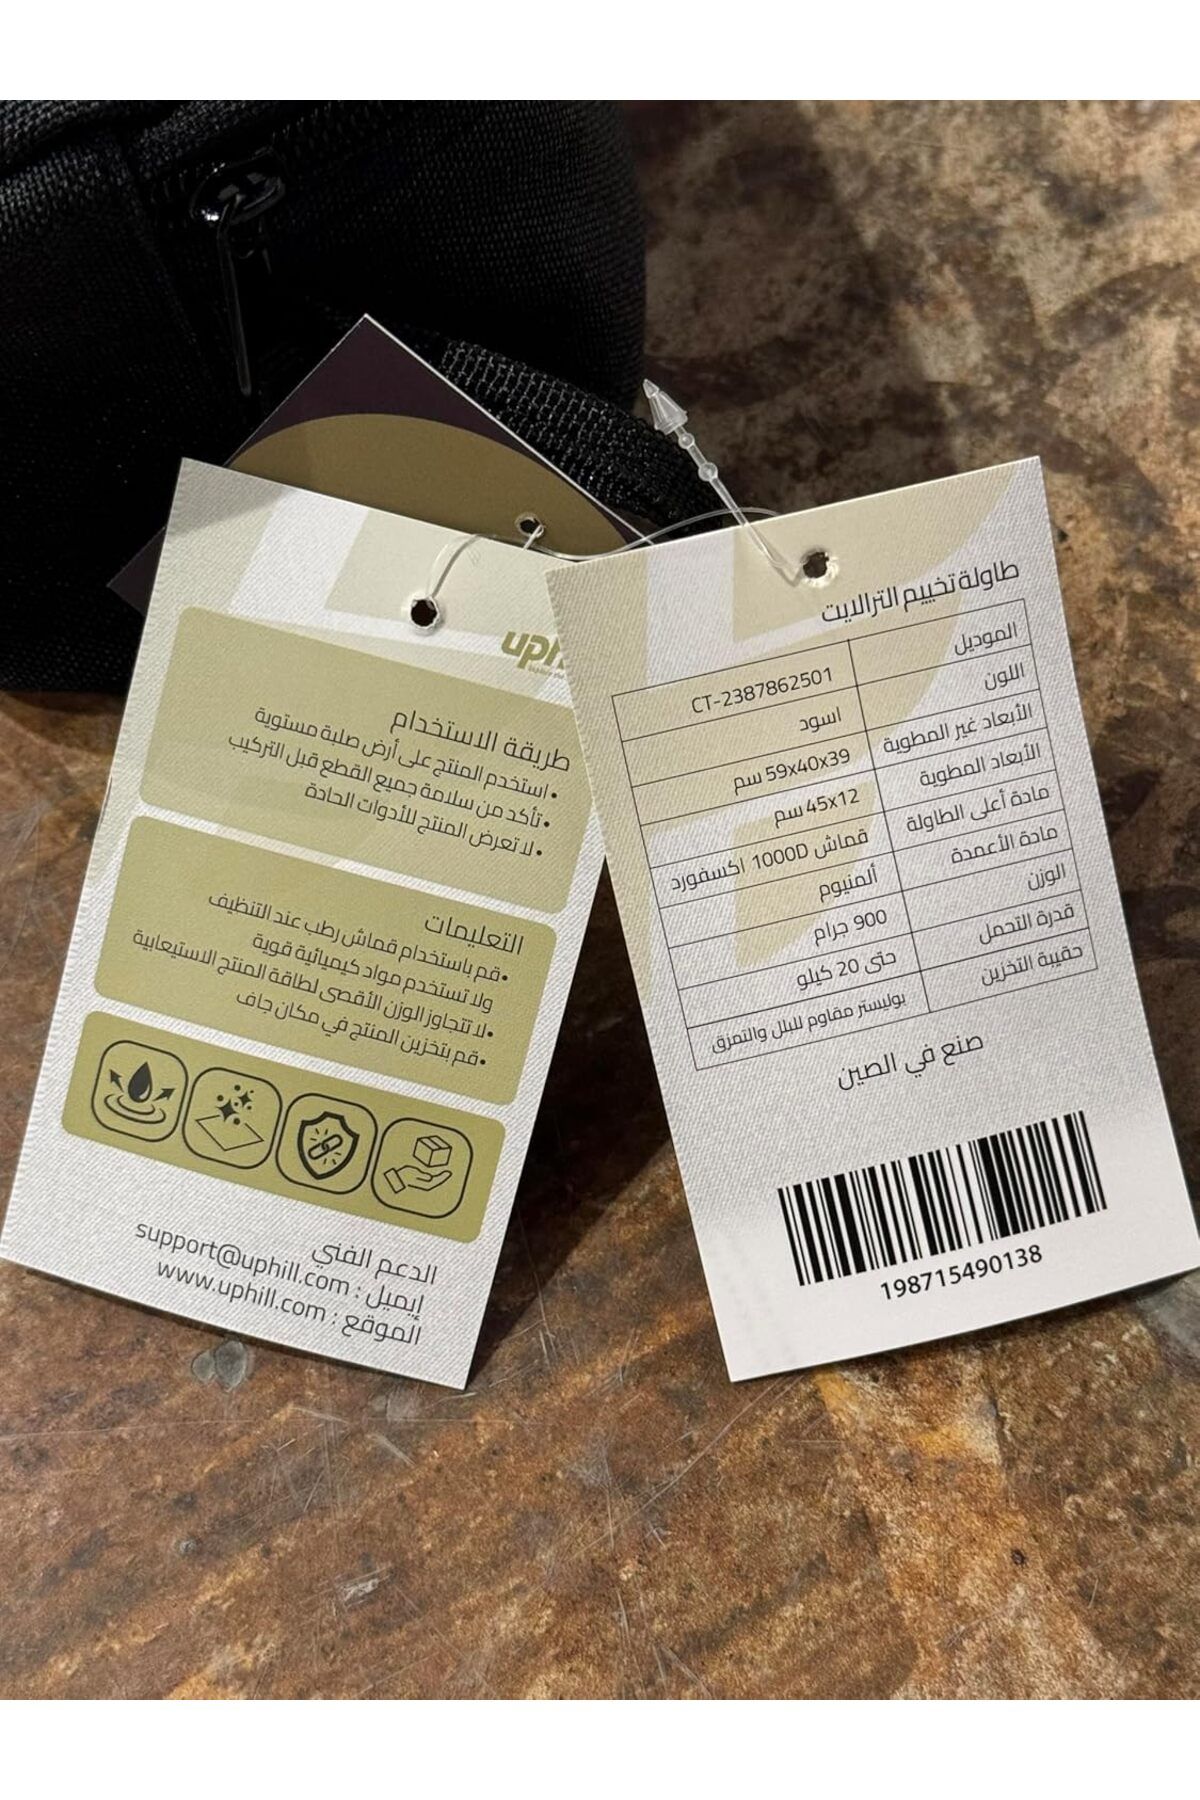 طاولة تخييم الترالايت
الموديل CT-2387862501
اللون اسود
الأبعاد غير المطوية 59x40x39 سم
الأبعاد المطوية 45x12 سم
مادة أعلى الطاولة قماش 1000D اكسفورد
مادة الأعمدة ألمنيوم
الوزن 900 جرام
قدرة التحمل حتى 20 كيلو
حقيبة التخزين بوليستر مقاوم للبلل والتمزق
صنع في الصين
198715490138
طريقة الاستخدام
•استخدم المنتج على أرض صلبة مستوية
•تأكد من سلامة جميع القطع قبل التركيب
•لا تعرض المنتج للأدوات الحادة
التعليمات
•قم باستخدام قماش رطب عند التنظيف
ولا تستخدم مواد كيميائية قوية
•لا تتجاوز الوزن الأقصى لطاقة المنتج الاستيعابية
•قم بتخزين المنتج في مكان جاف
الدعم الفني
إيميل : support@uphill.com
الموقع : www.uphill.com